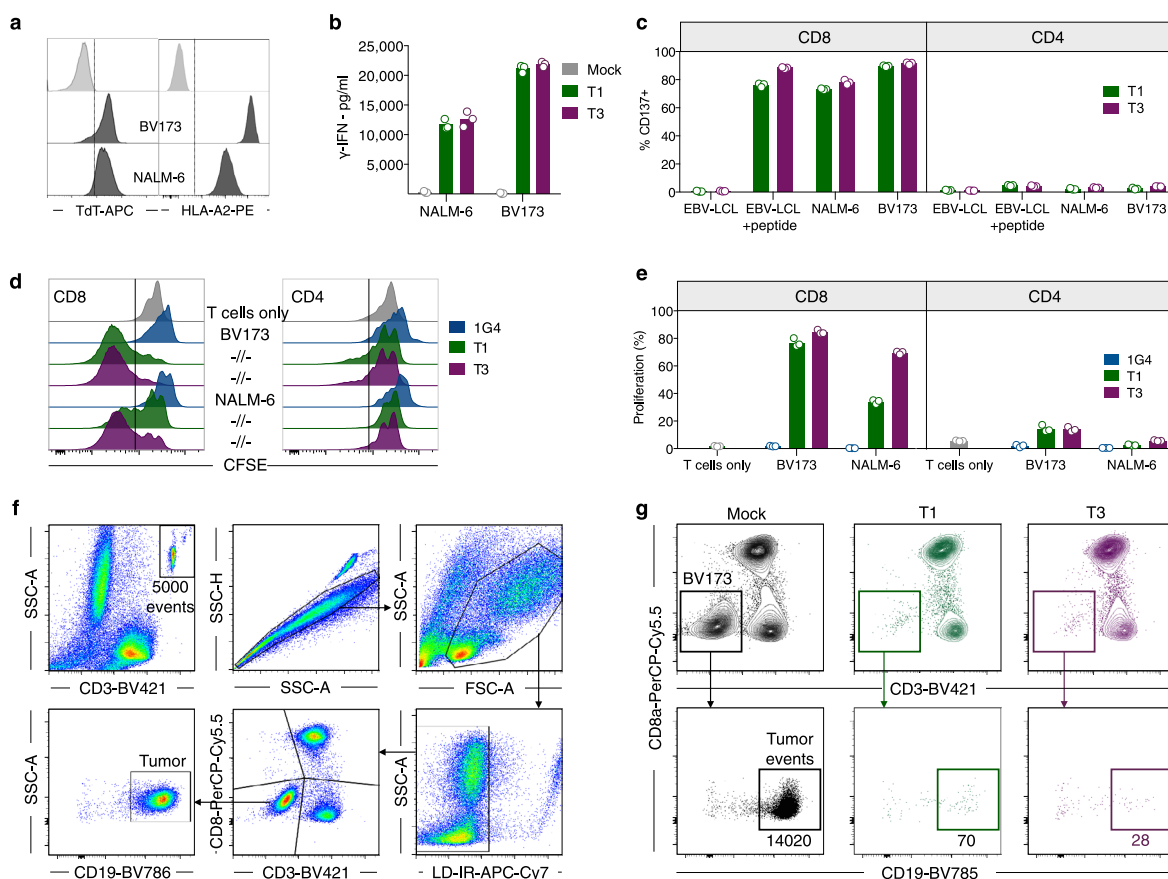 a
BV173
NALM-6
TdT-APC
HLA-A2-PE
b
γ-IFN - pg/ml
25,000
20,000
15,000
10,000
5,000
NALM-6
BV173
Mock
T1
T3
c
CD8
CD4
% CD137+
100
80
60
40
20
0
EBV-LCL
EBV-LCL
+peptide
NALM-6
BV173
EBV-LCL
EBV-LCL
+peptide
NALM-6
BV173
T1
T3
d
CD8
CD4
T cells only
BV173
-//-
-//-
NALM-6
-//-
-//-
CFSE
1G4
T1
T3
e
CD8
CD4
Proliferation (%)
100
80
60
40
20
0
T cells only
BV173
NALM-6
T cells only
BV173
NALM-6
1G4
T1
T3
f
SSC-A
5000
events
CD3-BV421
SSC-H
SSC-A
SSC-A
FSC-A
SSC-A
Tumor
CD19-BV786
CD8-PerCP-Cy5.5
CD3-BV421
SSC-A
LD-IR-APC-Cy7
g
Mock
T1
T3
BV173
CD8a-PerCP-Cy5.5
CD3-BV421
Tumor
events
14020
70
28
CD19-BV785